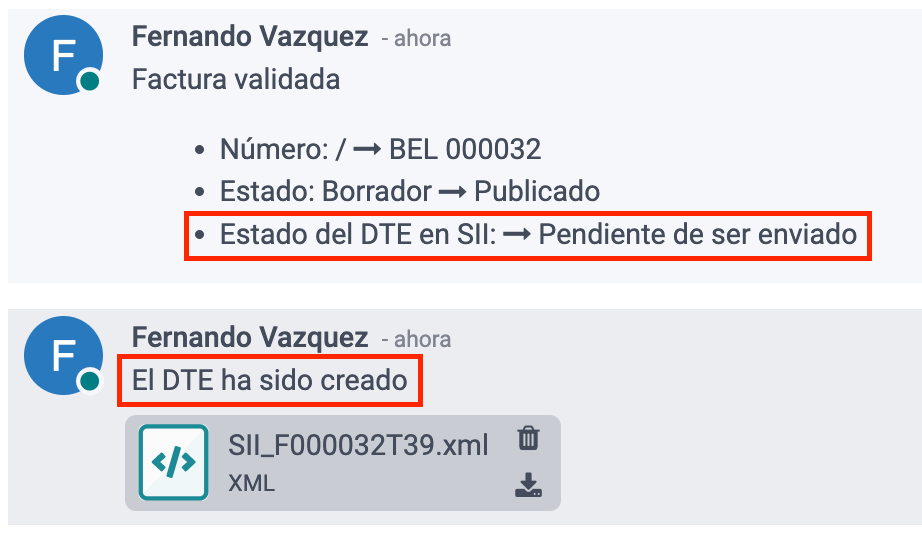 F
Fernando Vazquez - ahora
Factura validada
• Número: / → BEL 000032
• Estado: Borrador → Publicado
• Estado del DTE en SII: → Pendiente de ser enviado
F
Fernando Vazquez - ahora
El DTE ha sido creado
</> SII_F000032T39.xml
XML